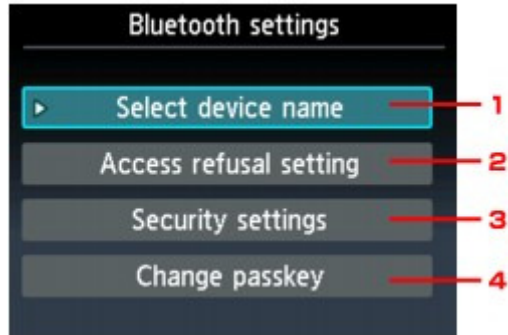 Bluetooth settings
Select device name 1
Access refusal setting 2
Security settings 3
Change passkey 4